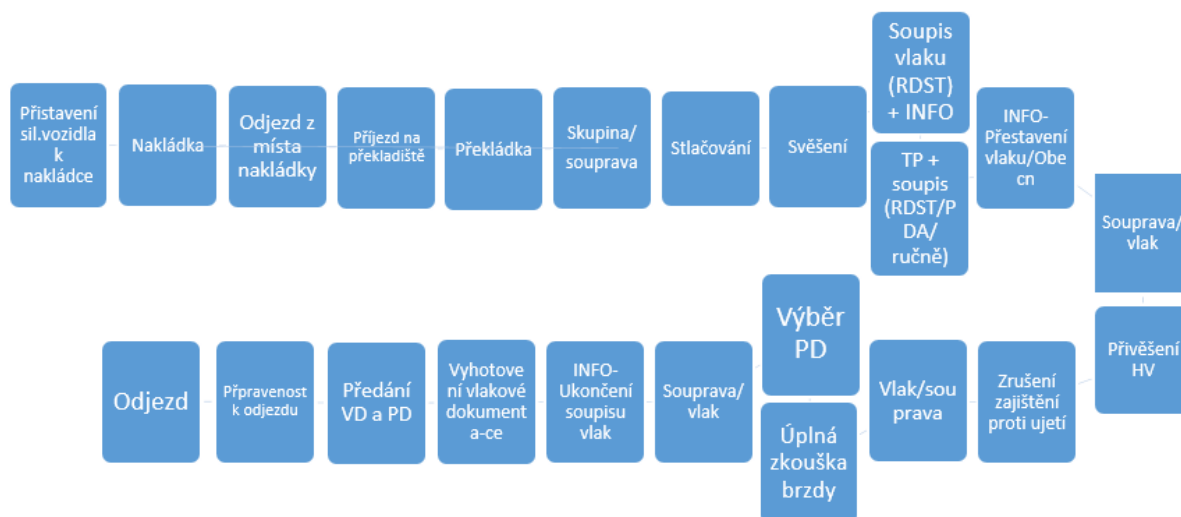 Přistavení
sil.vozidla
k
nakládce
Nakládka
Odjezd z
místa
nakládky
Příjezd na
překladiště
Překládka
Skupina/
souprava
Stlačování
Svěšení
Soupis
vlaku
(RDST)
+ INFO
TP +
soupis
(RDST/P
DA/
ručně)
INFO-
Přestavení
vlaku/Obe
cn
Souprava/
vlak
Přivěšení
HV
Zrušení
zajištění
proti ujetí
Vlak/sou
prava
Výběr
PD
Úplná
zkouška
brzdy
Souprava/
vlak
INFO-
Ukončení
soupisu
vlak
Vyhotove
ní vlakové
dokument
a-ce
Předání
VD a PD
Přpravenost
k odjezdu
Odjezd